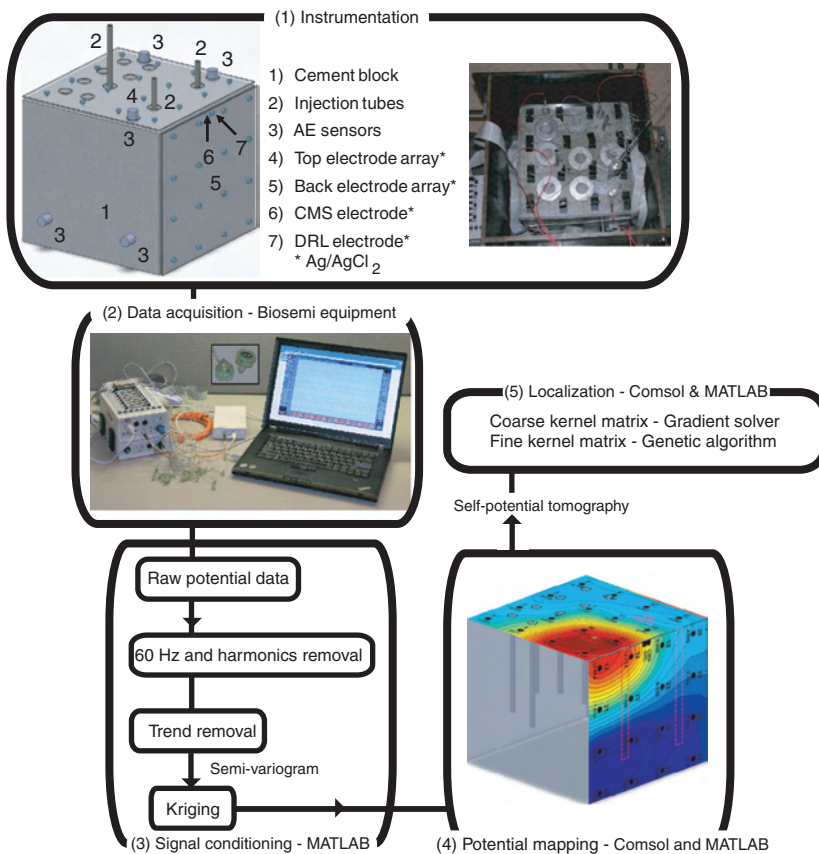 (1) Instrumentation
2
3
2
3
4
2
3
6
7
5
1
3
3
1) Cement block
2) Injection tubes
3) AE sensors
4) Top electrode array*
5) Back electrode array*
6) CMS electrode*
7) DRL electrode*
* Ag/AgCl2
(2) Data acquisition - Biosemi equipment
(5) Localization - Comsol & MATLAB
Coarse kernel matrix - Gradient solver
Fine kernel matrix - Genetic algorithm
Self-potential tomography
Raw potential data
60 Hz and harmonics removal
Trend removal
Semi-variogram
Kriging
(3) Signal conditioning - MATLAB
(4) Potential mapping - Comsol and MATLAB